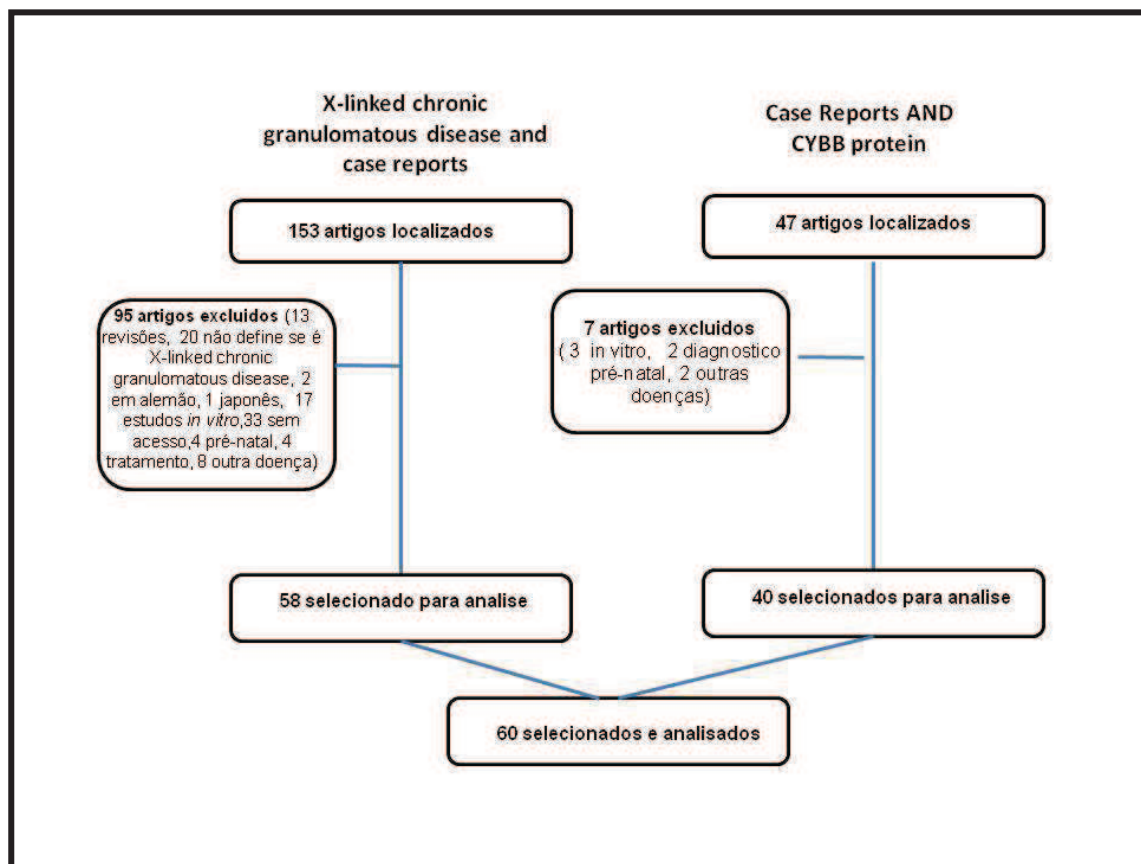 X-linked chronic
granulomatous disease and
case reports
Case Reports AND
CYBB protein
153 artigos localizados
47 artigos localizados
95 artigos excluidos (13
revisões, 20 não define se é
X-linked chronic
granulomatous disease, 2
em alemão, 1 japonês, 17
estudos in vitro,33 sem
acesso,4 pré-natal, 4
tratamento, 8 outra doença)
7 artigos excluidos
( 3 in vitro, 2 diagnostico
pré-natal, 2 outras
doenças)
58 selecionado para analise
40 selecionados para analise
60 selecionados e analisados